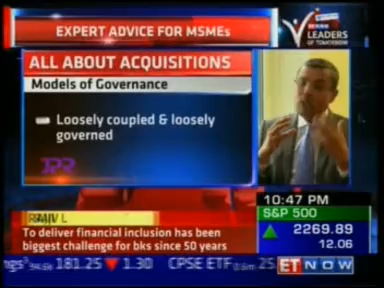 EXPERT ADVICE FOR MSMEs
LEADERS
OF TOMORROW
ALL ABOUT ACQUISITIONS
Models of Governance
Loosely coupled & loosely
governed
10:47 PM
S&P 500
2269.89
12.06
To deliver financial inclusion has been
biggest challenge for bks since 50 years
181.25 1.30 CPSE ETF 25
ET NOW